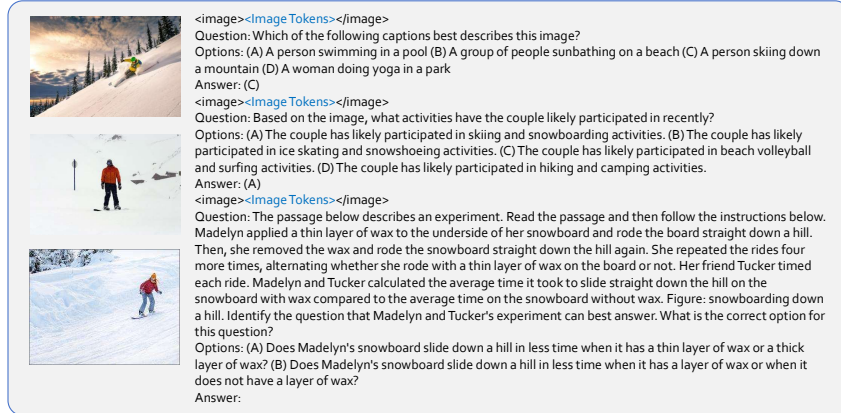 <image><Image Tokens></image>
Question: Which of the following captions best describes this image?
Options: (A) A person swimming in a pool (B) A group of people sunbathing on a beach (C) A person skiing down
a mountain (D) A woman doing yoga in a park
Answer: (C)
<image><Image Tokens></image>
Question: Based on the image, what activities have the couple likely participated in recently?
Options: (A) The couple has likely participated in skiing and snowboarding activities. (B) The couple has likely
participated in ice skating and snowshoeing activities. (C) The couple has likely participated in beach volleyball
and surfing activities. (D) The couple has likely participated in hiking and camping activities.
Answer: (A)
<image><Image Tokens></image>
Question: The passage below describes an experiment. Read the passage and then follow the instructions below.
Madelyn applied a thin layer of wax to the underside of her snowboard and rode the board straight down a hill.
Then, she removed the wax and rode the snowboard straight down the hill again. She repeated the rides four
more times, alternating whether she rode with a thin layer of wax on the board or not. Her friend Tucker timed
each ride. Madelyn and Tucker calculated the average time it took to slide straight down the hill on the
snowboard with wax compared to the average time on the snowboard without wax. Figure: snowboarding down
a hill. Identify the question that Madelyn and Tucker's experiment can best answer. What is the correct option for
this question?
Options: (A) Does Madelyn's snowboard slide down a hill in less time when it has a thin layer of wax or a thick
layer of wax? (B) Does Madelyn's snowboard slide down a hill in less time when it has a layer of wax or when it
does not have a layer of wax?
Answer: